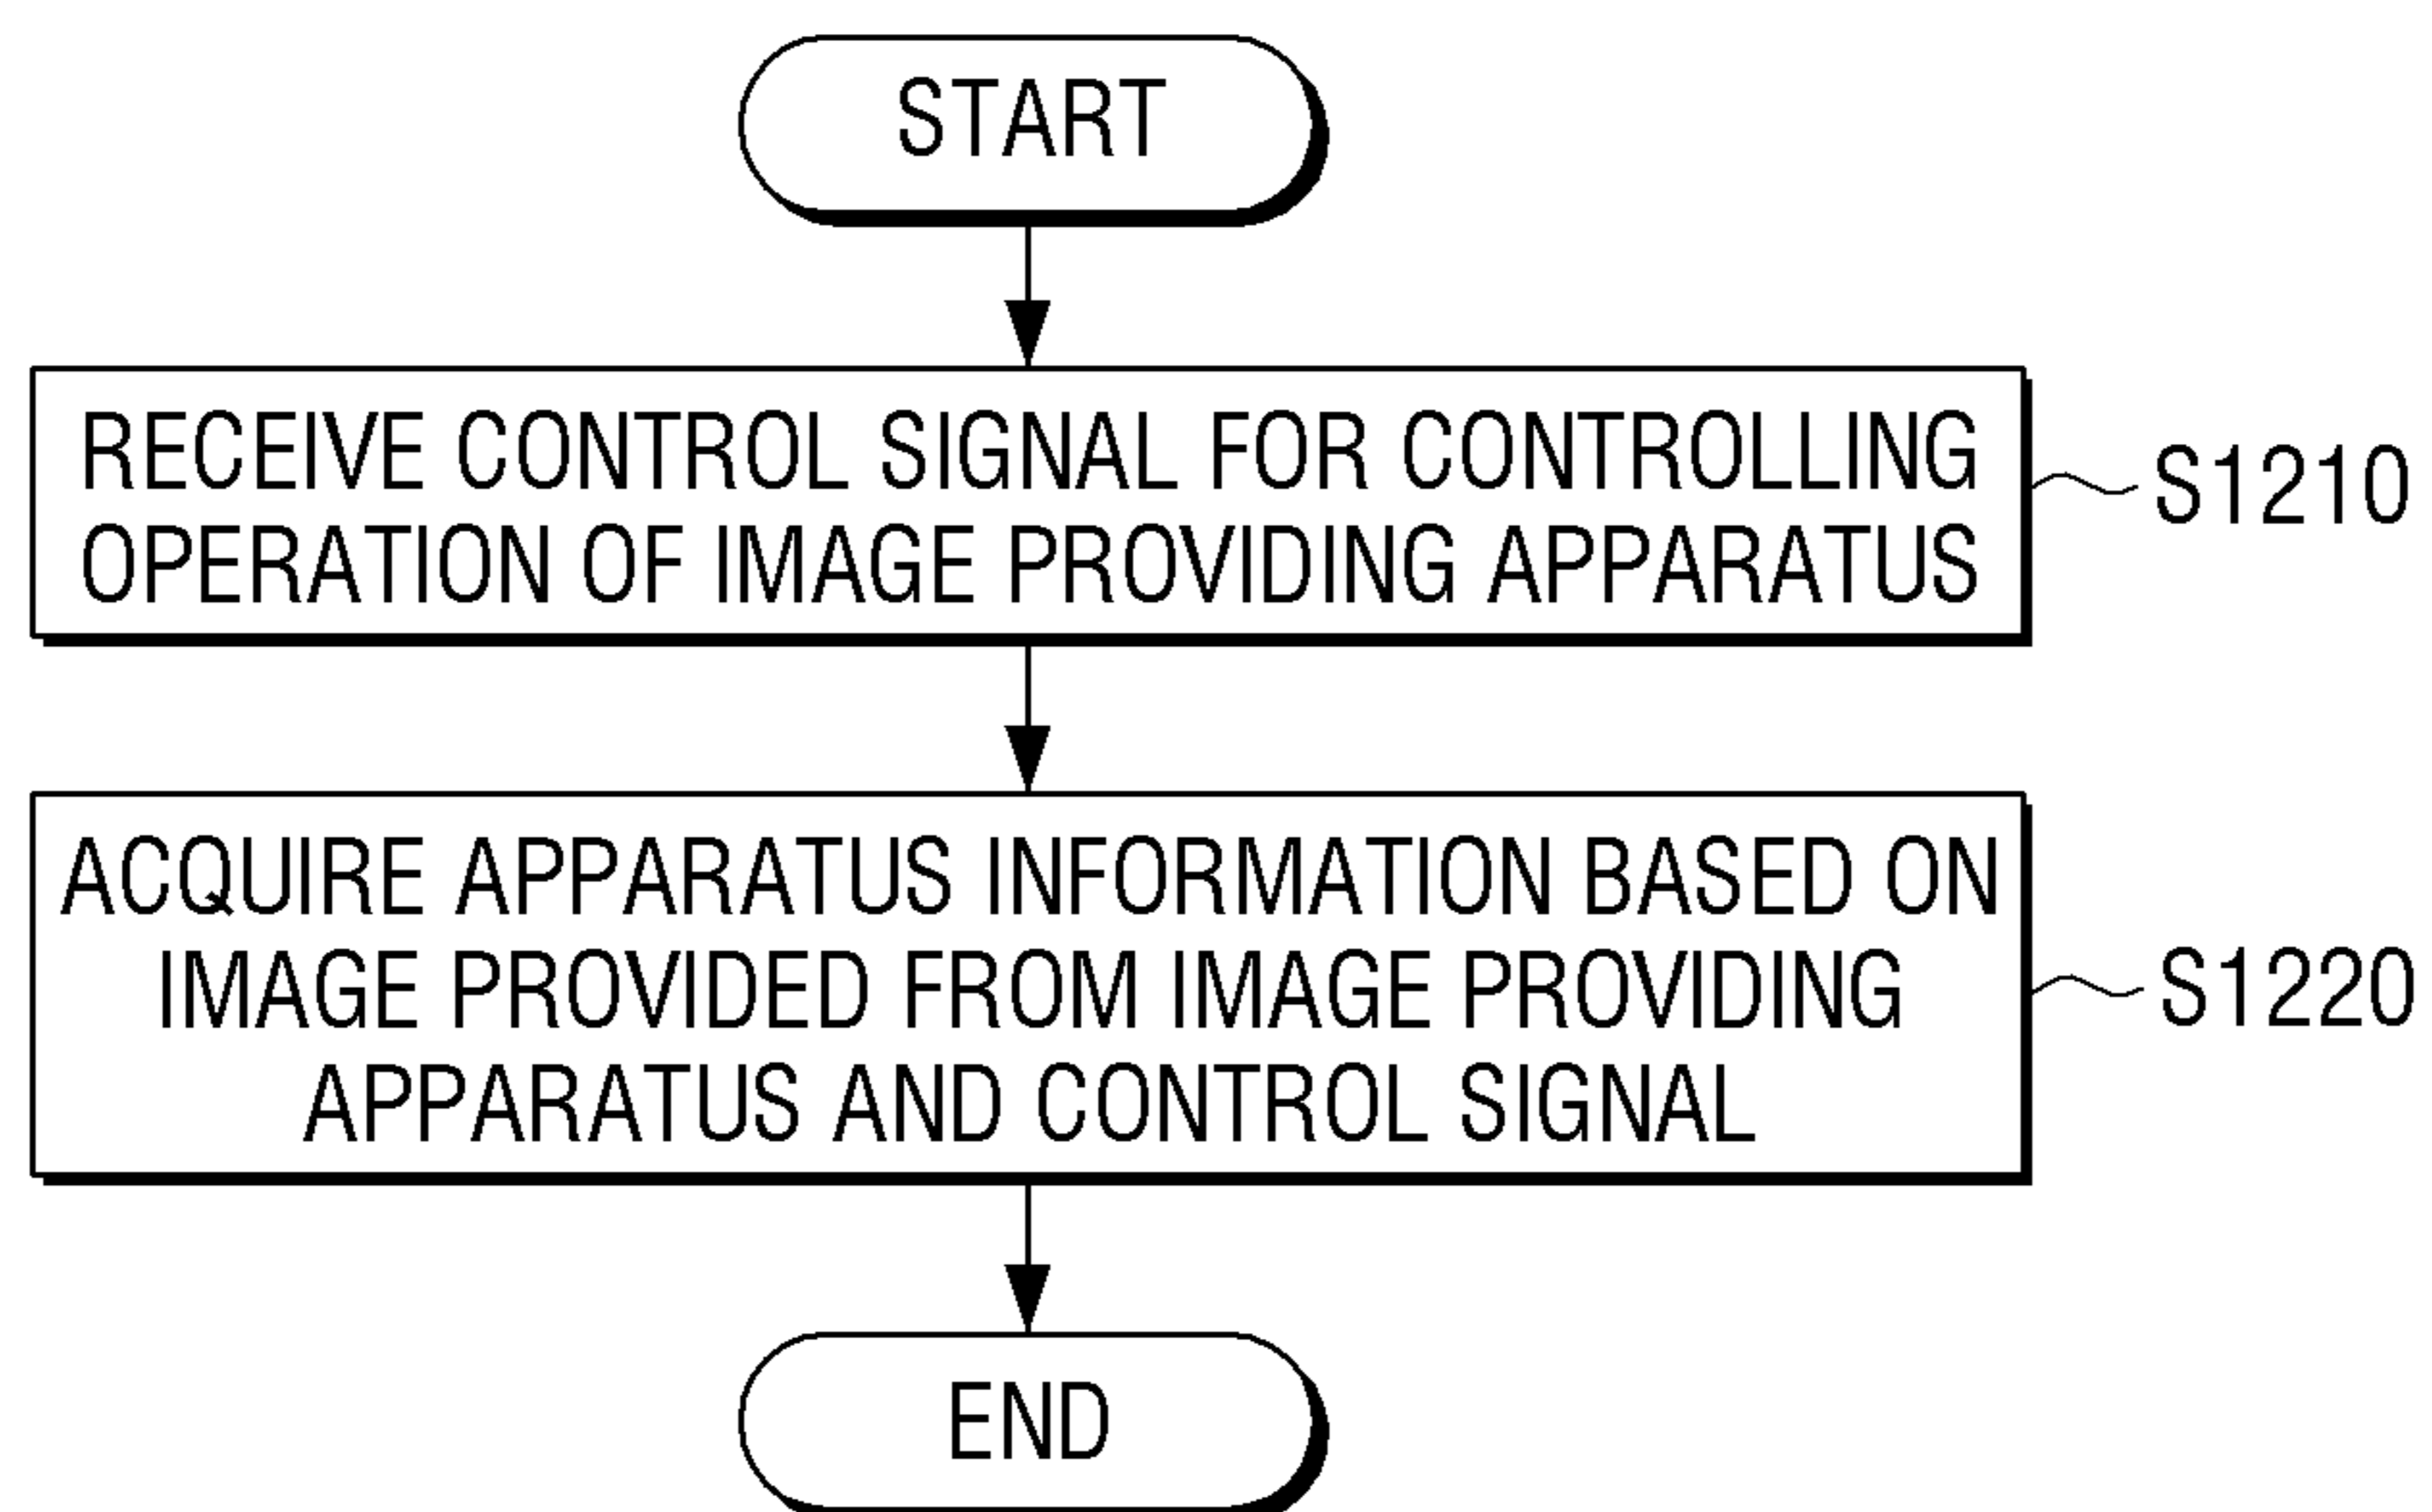 START
RECEIVE CONTROL SIGNAL FOR CONTROLLING
OPERATION OF IMAGE PROVIDING APPARATUS
S1210
ACQUIRE APPARATUS INFORMATION BASED ON
IMAGE PROVIDED FROM IMAGE PROVIDING
APPARATUS AND CONTROL SIGNAL
S1220
END